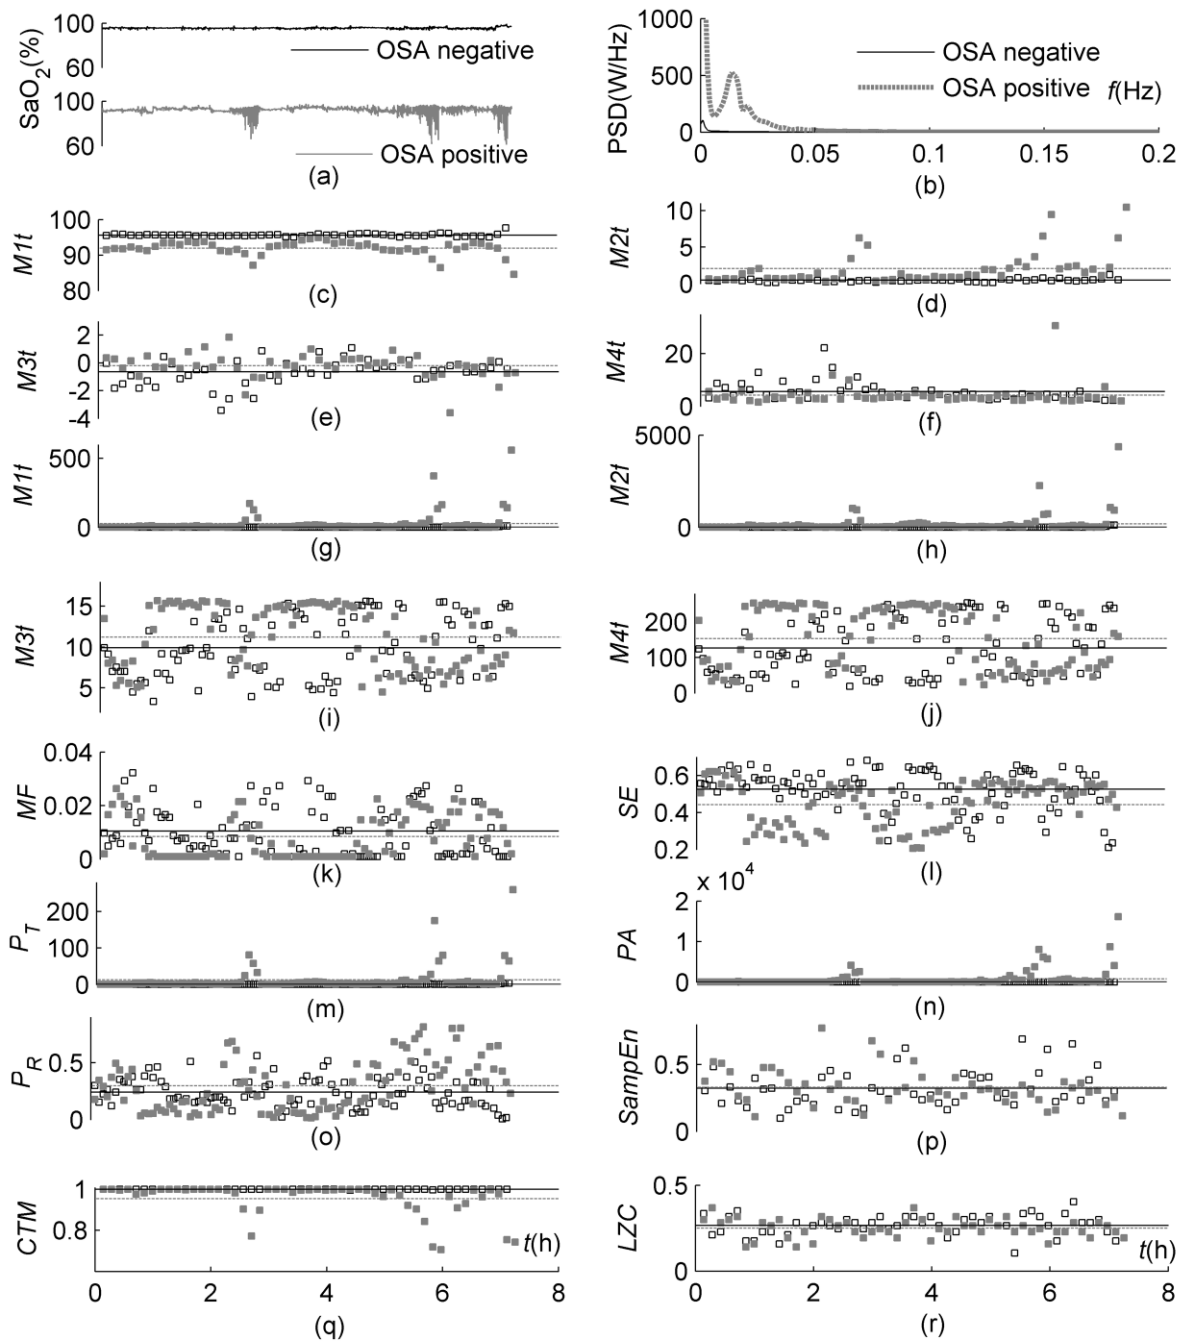 100
60
SaO2(%)
OSA negative
100
60
OSA positive
(a)
1000
500
0
PSD(W/Hz)
OSA negative
OSA positive
f(Hz)
0
0.05
0.1
0.15
0.2
(b)
100
90
80
M1t
(c)
10
5
0
M2t
(d)
2
0
-2
-4
M3t
(e)
20
0
M4t
(f)
500
0
M1f
(g)
5000
0
M2f
(h)
15
10
5
M3f
(i)
200
100
0
M4f
(j)
0.04
0.02
0
MF
(k)
0.6
0.4
0.2
SE
(l)
200
100
0
PT
(m)
x 10^4
2
1
0
PA
(n)
0.5
0
PR
(o)
0.5
0
SampEn
(p)
1
0.8
CTM
t(h)
0
2
4
6
8
(q)
0.5
0
LZC
t(h)
0
2
4
6
8
(r)